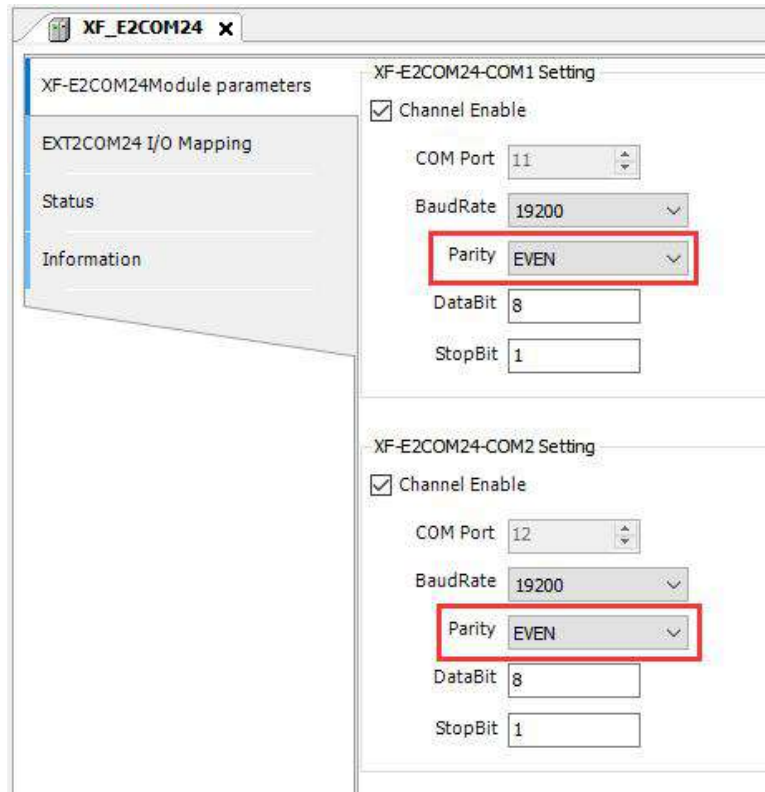 XF_E2COM24 x
XF-E2COM24Module parameters
EXT2COM24 I/O Mapping
Status
Information
XF-E2COM24-COM1 Setting
Channel Enable
COM Port 11
BaudRate 19200
Parity EVEN
DataBit 8
StopBit 1
XF-E2COM24-COM2 Setting
Channel Enable
COM Port 12
BaudRate 19200
Parity EVEN
DataBit 8
StopBit 1